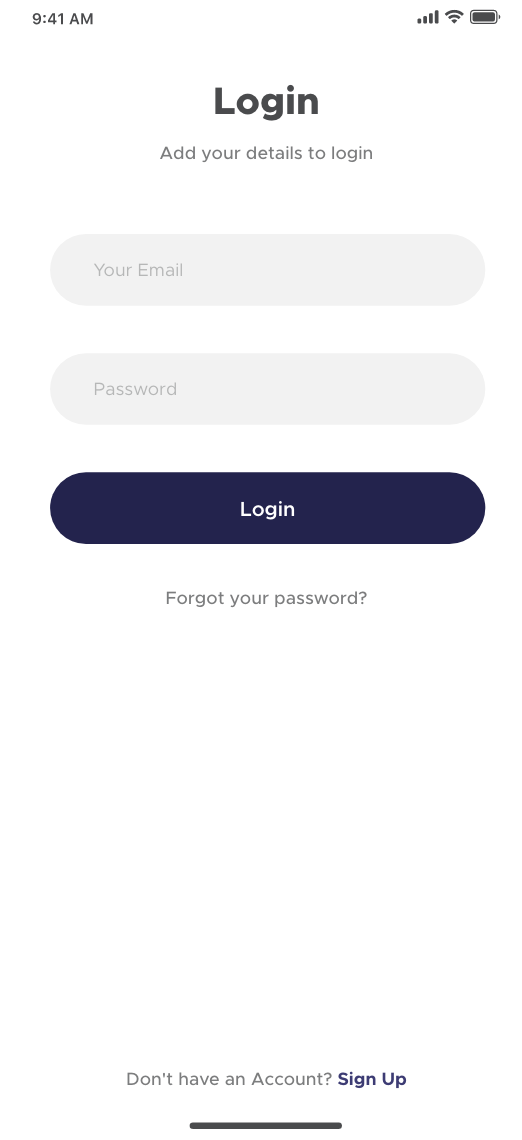 9:41 AM
Login
Add your details to login
Your Email
Password
Login
Forgot your password?
Don't have an Account? Sign Up